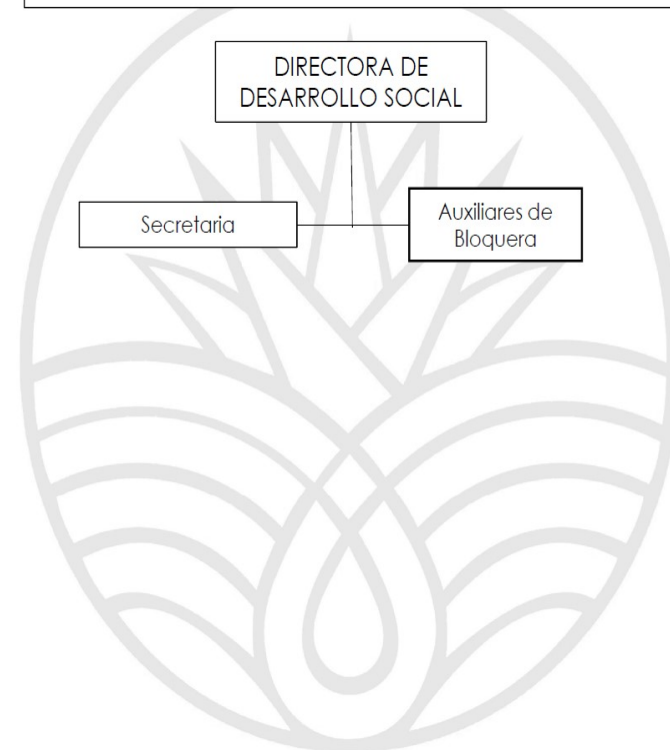 DIRECTORA DE
DESARROLLO SOCIAL
Secretaria
Auxiliares de
Bloquera